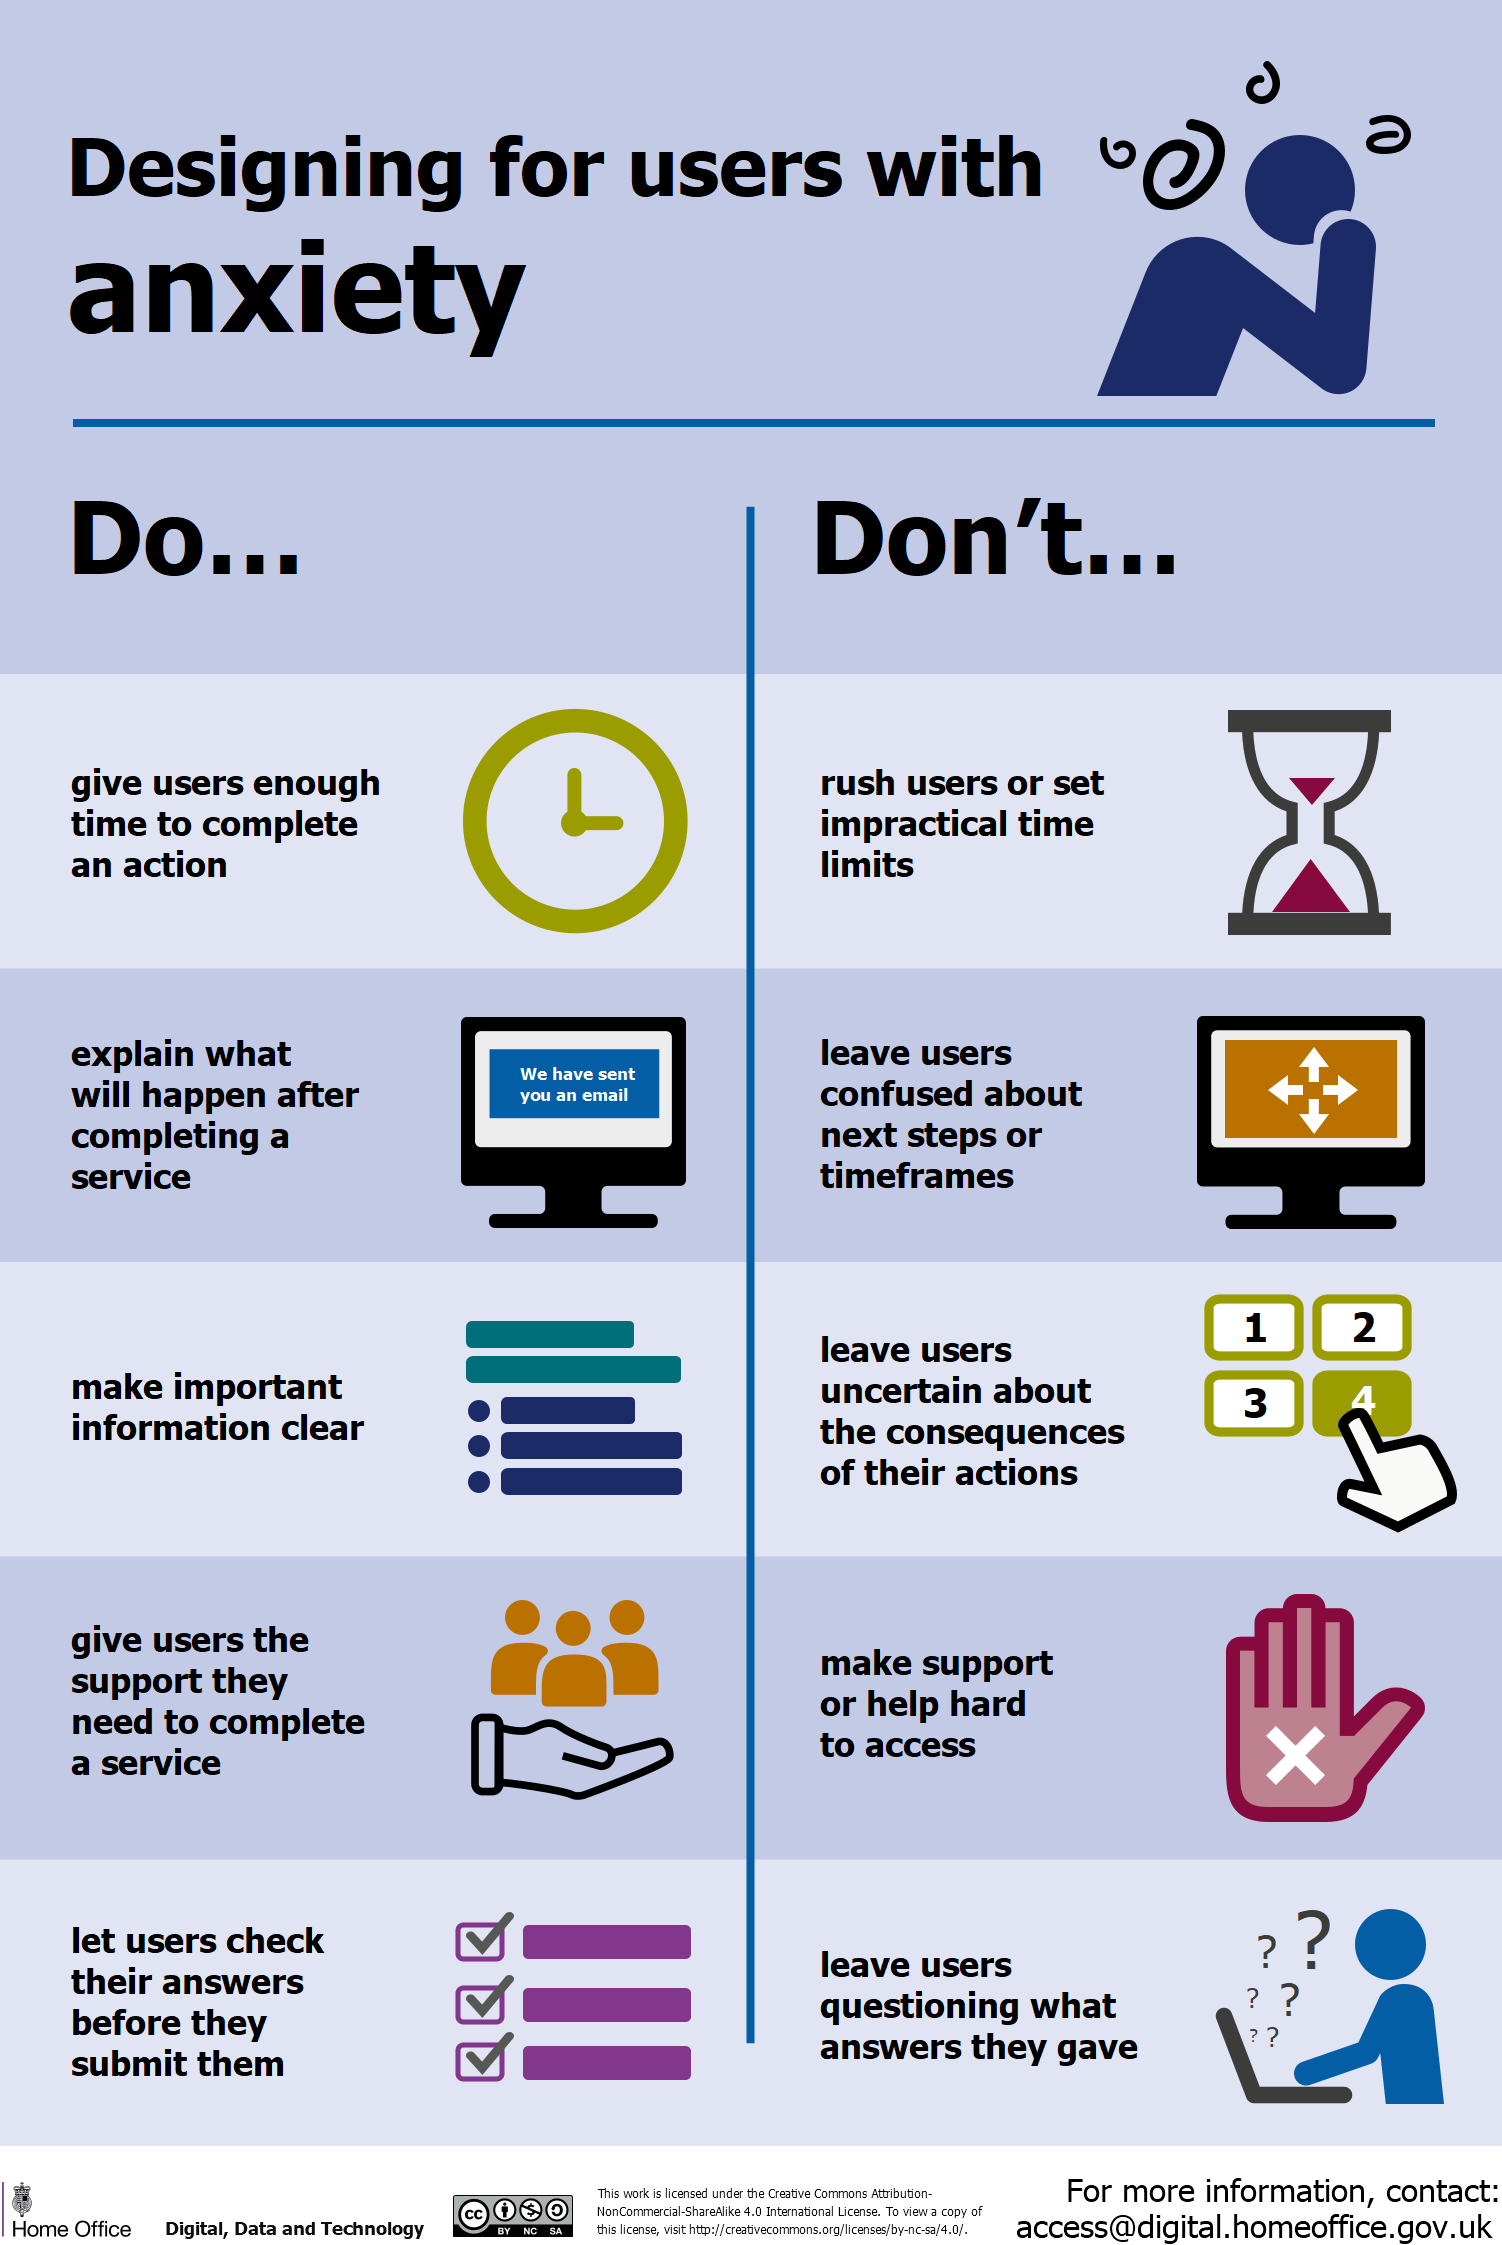 Designing for users with
anxiety
Do...
Don't...
give users enough
time to complete
an action
rush users or set
impractical time
limits
explain what
will happen after
completing a
service
We have sent
you an email
leave users
confused about
next steps or
timeframes
make important
information clear
leave users
uncertain about
the consequences
of their actions
1
2
3
4
give users the
support they
need to complete
a service
make support
or help hard
to access
let users check
their answers
before they
submit them
leave users
questioning what
answers they gave
? ?
? ?
? ?
Home Office
Digital, Data and Technology
cc
BY NC SA
This work is licensed under the Creative Commons Attribution-
NonCommercial-ShareAlike 4.0 International License. To view a copy of
this license, visit http://creativecommons.org/licenses/by-nc-sa/4.0/.
For more information, contact:
access@digital.homeoffice.gov.uk